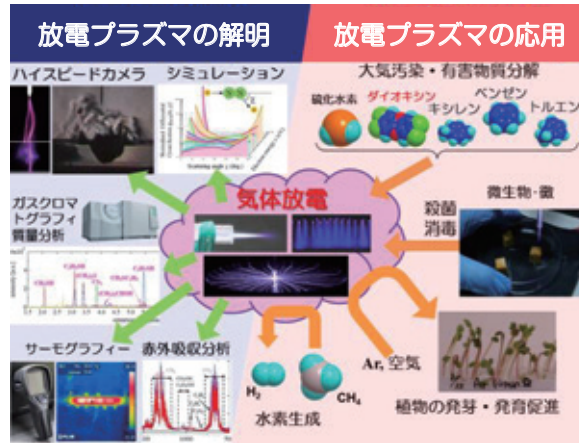 放電プラズマの解明
放電プラズマの応用
ハイスピードカメラ
シミュレーション
大気汚染・有害物質分解
硫化水素
ダイオキシン
キシレン
ベンゼン
トルエン
気体放電
ガスクロマ
トグラフィ
質量分析
微生物・黴
殺菌
消毒
サーモグラフィー
赤外吸収分析
H₂
CH₄
水素生成
Ar, 空気
植物の発芽・発育促進